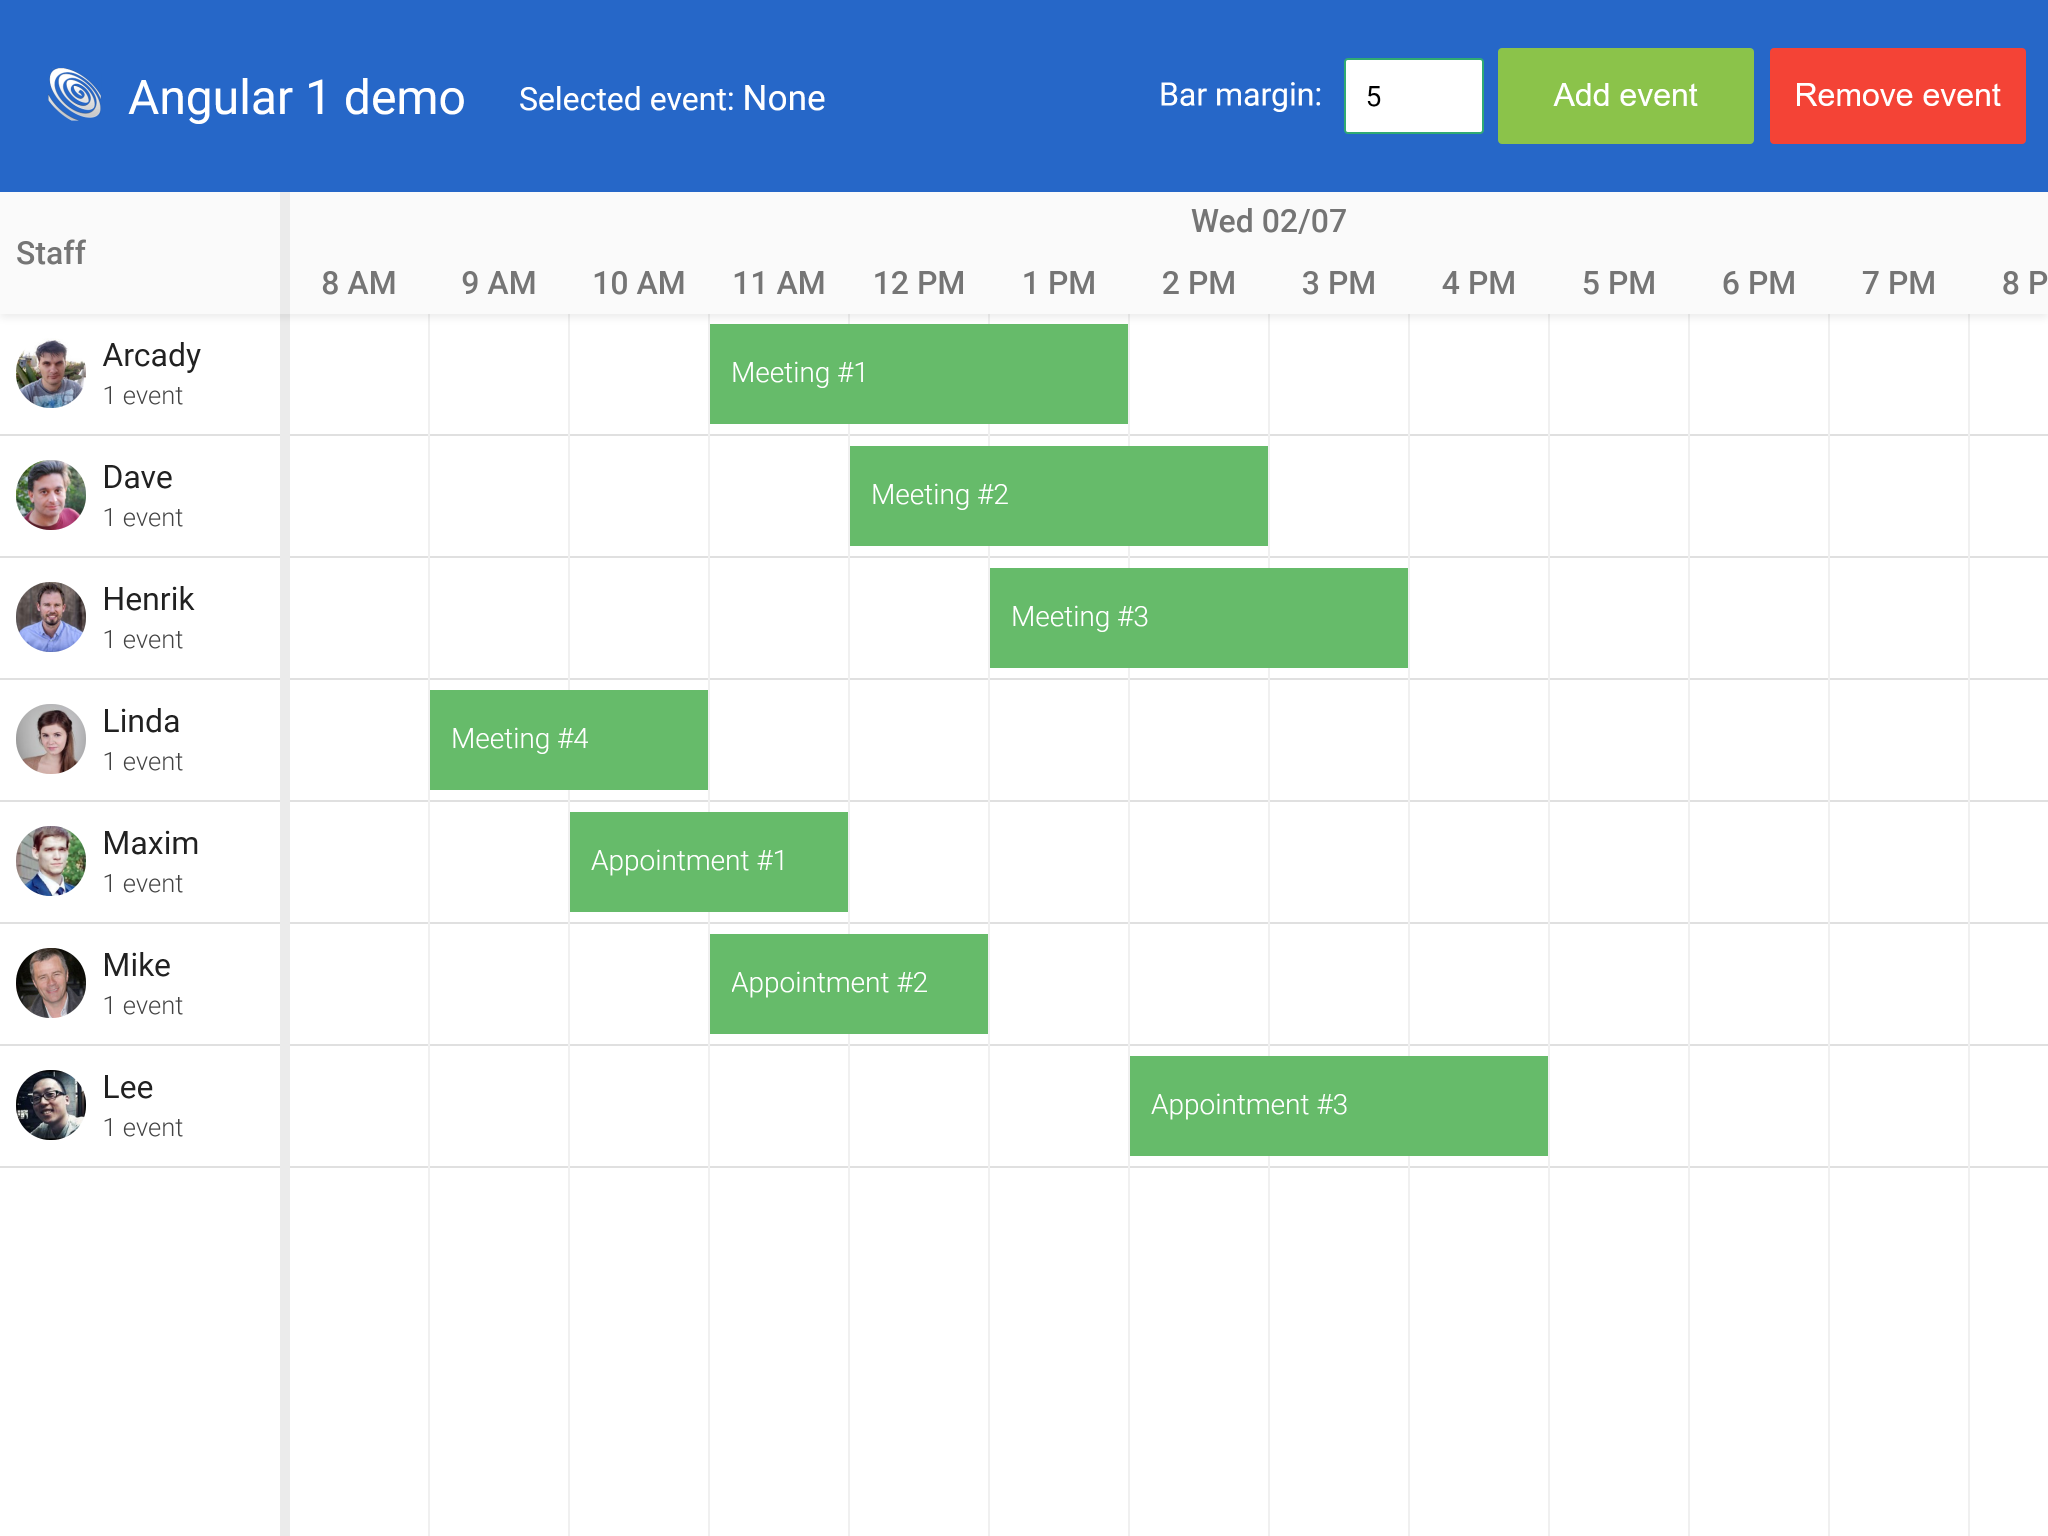 Angular 1 demo
Selected event: None
Bar margin: 5
Add event
Remove event
Staff
Wed 02/07
8 AM 9 AM 10 AM 11 AM 12 PM 1 PM 2 PM 3 PM 4 PM 5 PM 6 PM 7 PM 8 P
Arcady
1 event
Meeting #1
Dave
1 event
Meeting #2
Henrik
1 event
Meeting #3
Linda
1 event
Meeting #4
Maxim
1 event
Appointment #1
Mike
1 event
Appointment #2
Lee
1 event
Appointment #3